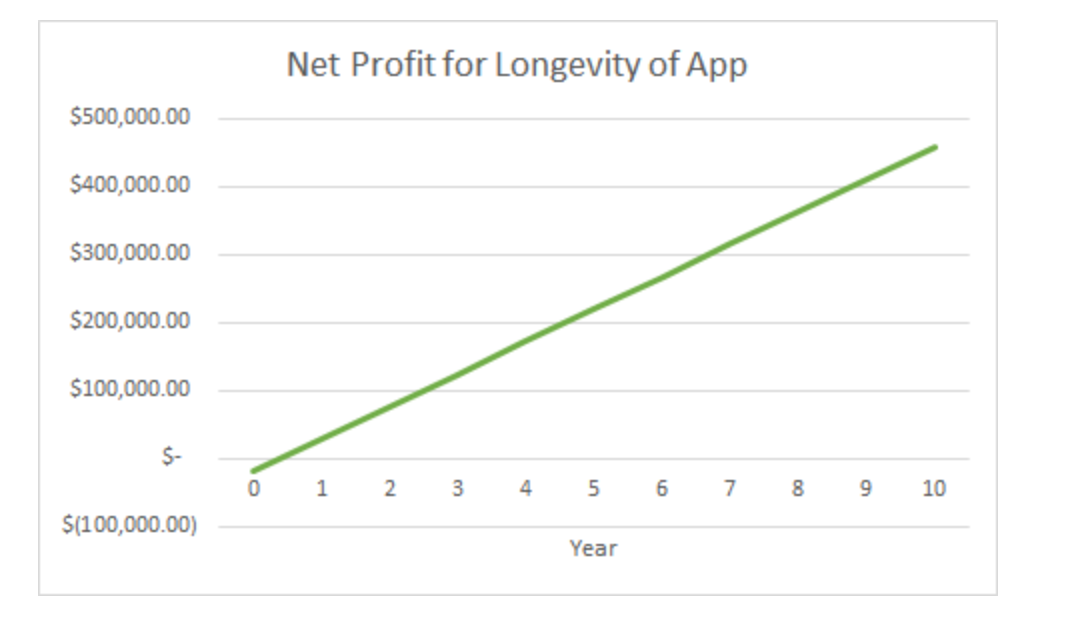 Net Profit for Longevity of App
$500,000.00
$400,000.00
$300,000.00
$200,000.00
$100,000.00
$-
0 1 2 3 4 5 6 7 8 9 10
$(100,000.00)
Year